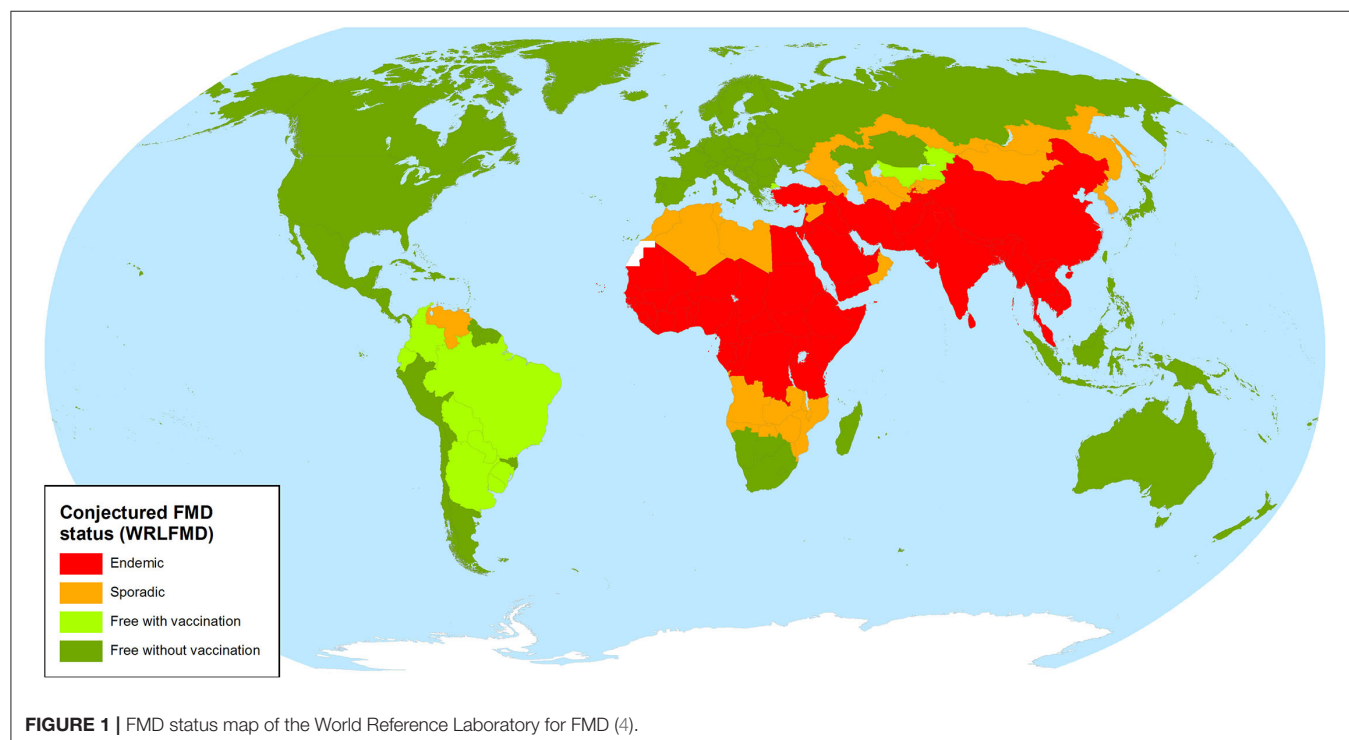 Conjectured FMD
status (WRLFMD)
Endemic
Sporadic
Free with vaccination
Free without vaccination
FIGURE 1 | FMD status map of the World Reference Laboratory for FMD (4).